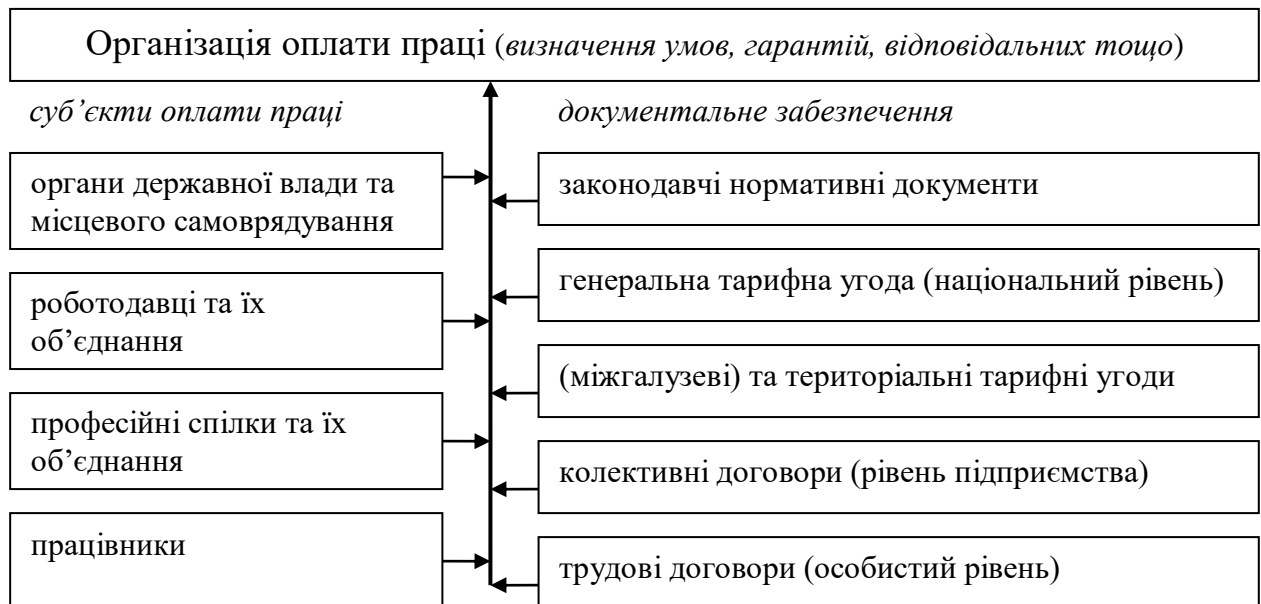 Організація оплати праці (визначення умов, гарантій, відповідальних тощо)
суб’єкти оплати праці
органи державної влади та
місцевого самоврядування
роботодавці та їх
об’єднання
професійні спілки та їх
об’єднання
працівники
документальне забезпечення
законодавчі нормативні документи
генеральна тарифна угода (національний рівень)
(міжгалузеві) та територіальні тарифні угоди
колективні договори (рівень підприємства)
трудові договори (особистий рівень)